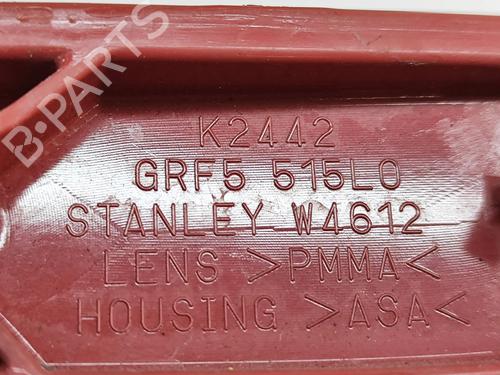 B-PARTS
K2442
GRF5 515L0
STANLEY W4612
LENS >PMMA<
HOUSING >ASA<